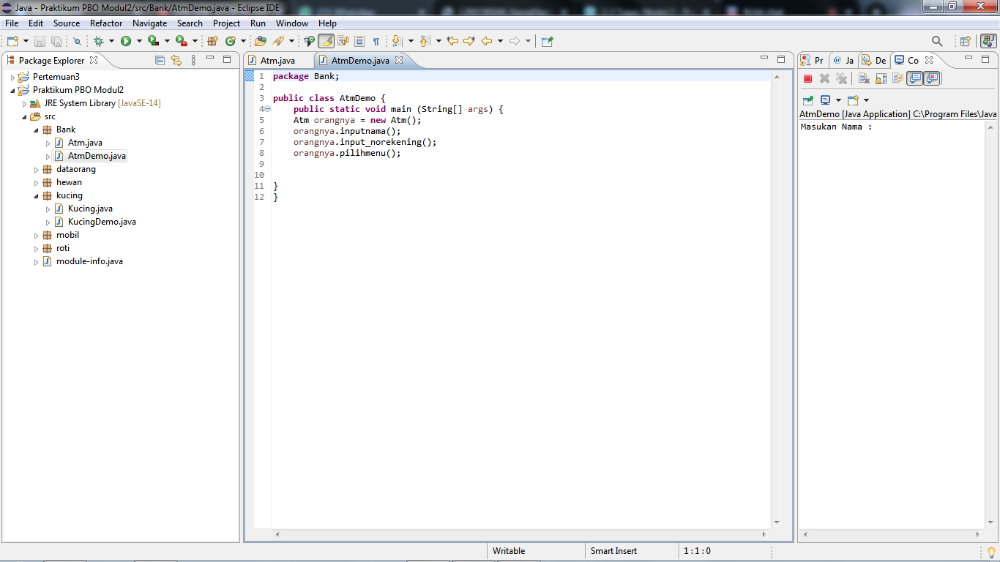 Java - Praktikum PBO Modul2/src/Bank/AtmDemo.java - Eclipse IDE
File Edit Source Refactor Navigate Search Project Run Window Help
Package Explorer
Pertemuan3
Praktikum PBO Modul2
JRE System Library [JavaSE-14]
src
Bank
Atm.java
AtmDemo.java
dataorang
hewan
kucing
Kucing.java
KucingDemo.java
mobil
roti
module-info.java
Atm.java AtmDemo.java
1 package Bank;
2
3 public class AtmDemo {
4 public static void main (String[] args) {
5 Atm orangnya = new Atm();
6 orangnya.inputnama();
7 orangnya.input_norekening();
8 orangnya.pilihmenu();
9
10
11 }
12 }
Pr @ Ja De Co
AtmDemo [Java Application] C:\Program Files\Java
Masukan Nama :
Writable Smart Insert 1 : 1 : 0